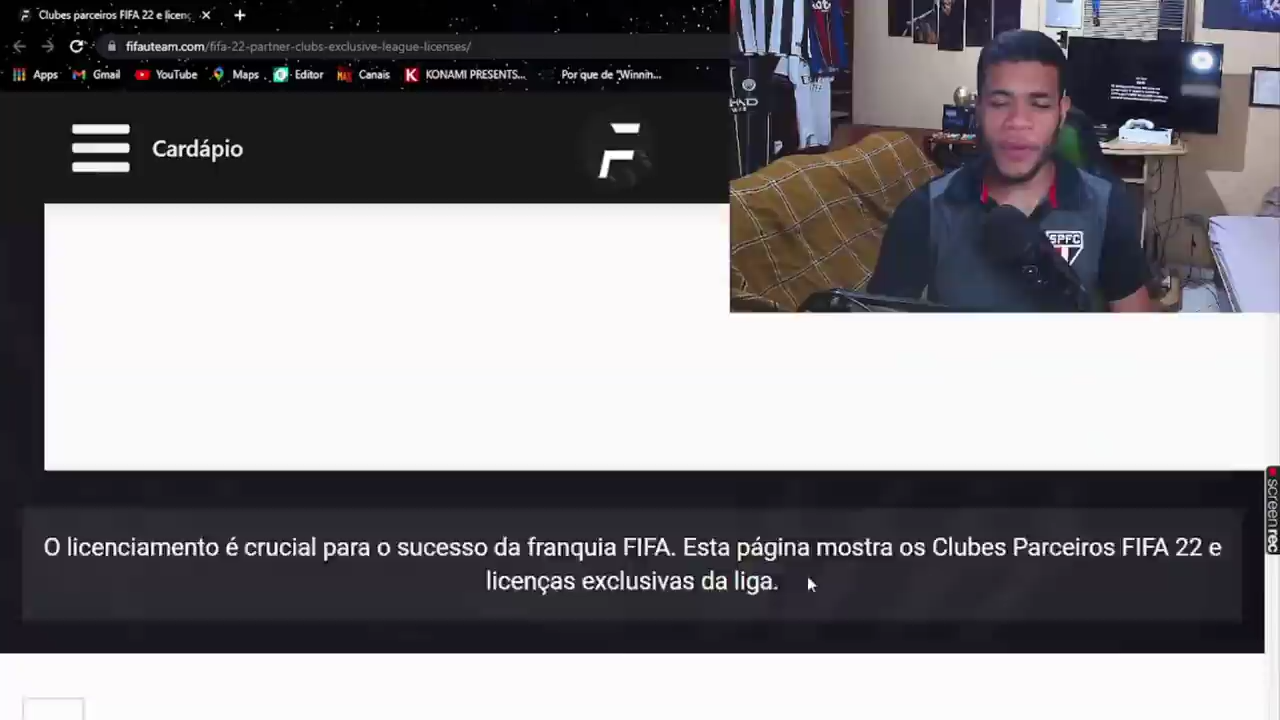 Clubes parceiros FIFA 22 e licenç
fifauteam.com/fifa-22-partner-clubs-exclusive-league-licenses/
Apps
Gmail
YouTube
Maps
Editor
Canais
KONAMI PRESENTS...
Por que de "Winnin...
Cardápio
SPFC
O licenciamento é crucial para o sucesso da franquia FIFA. Esta página mostra os Clubes Parceiros FIFA 22 e
licenças exclusivas da liga.
screenrec